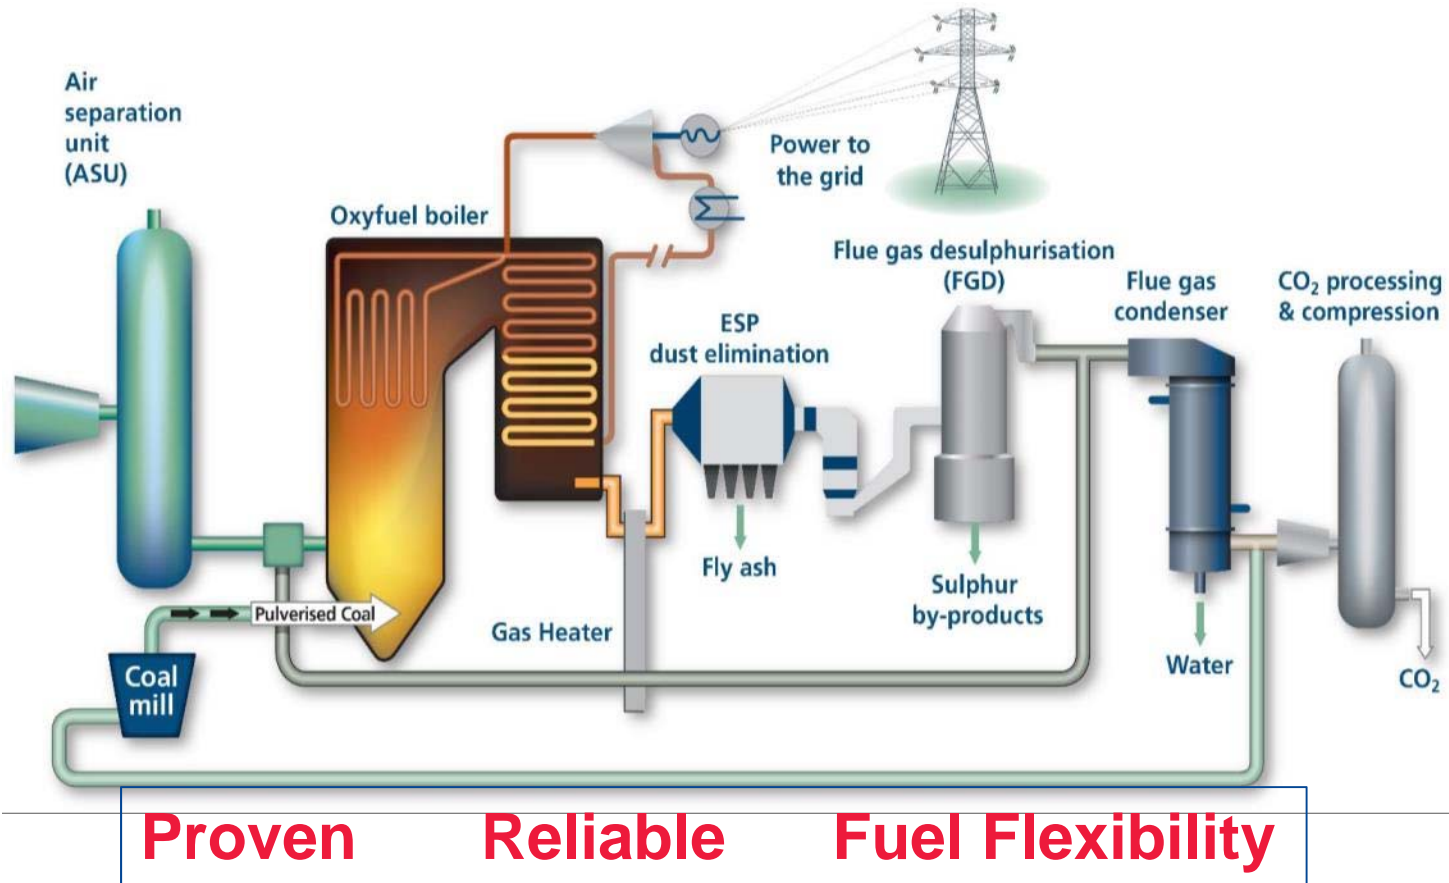 Air
separation
unit
(ASU)
Oxyfuel boiler
Power to
the grid
Flue gas desulphurisation
(FGD)
Flue gas
condenser
CO₂ processing
& compression
ESP
dust elimination
Fly ash
Sulphur
by-products
Pulverised Coal
Gas Heater
Water
CO₂
Coal
mill
Proven Reliable Fuel Flexibility